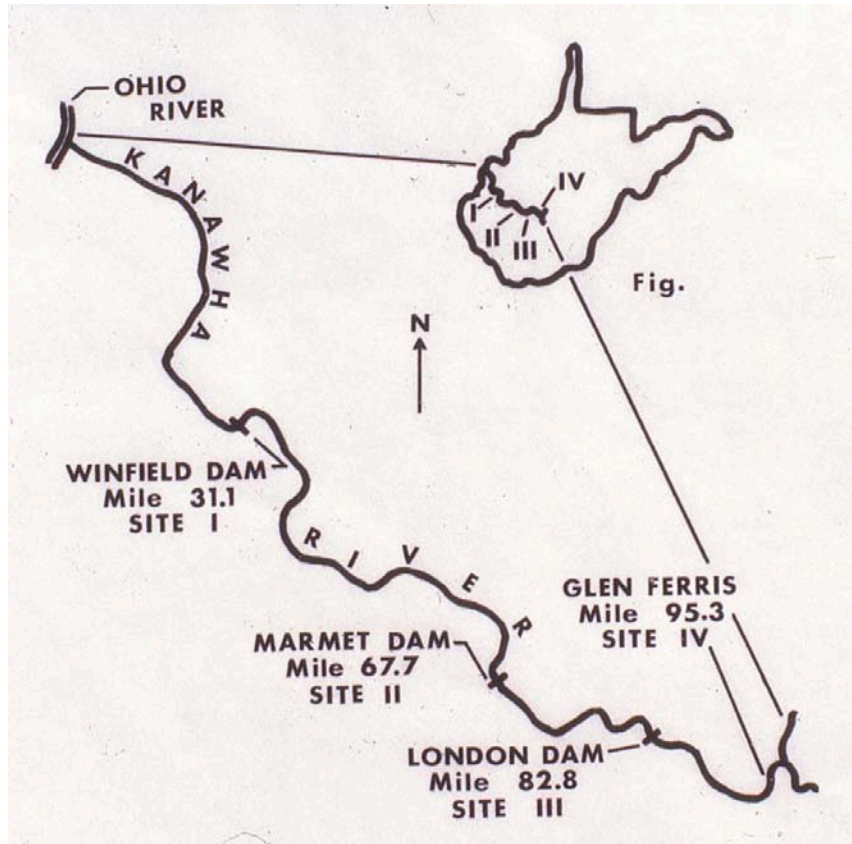 OHIO
RIVER
KANAWHA
RIVER
I
II
III
IV
Fig.
N
WINFIELD DAM
Mile 31.1
SITE I
MARMET DAM
Mile 67.7
SITE II
GLEN FERRIS
Mile 95.3
SITE IV
LONDON DAM
Mile 82.8
SITE III